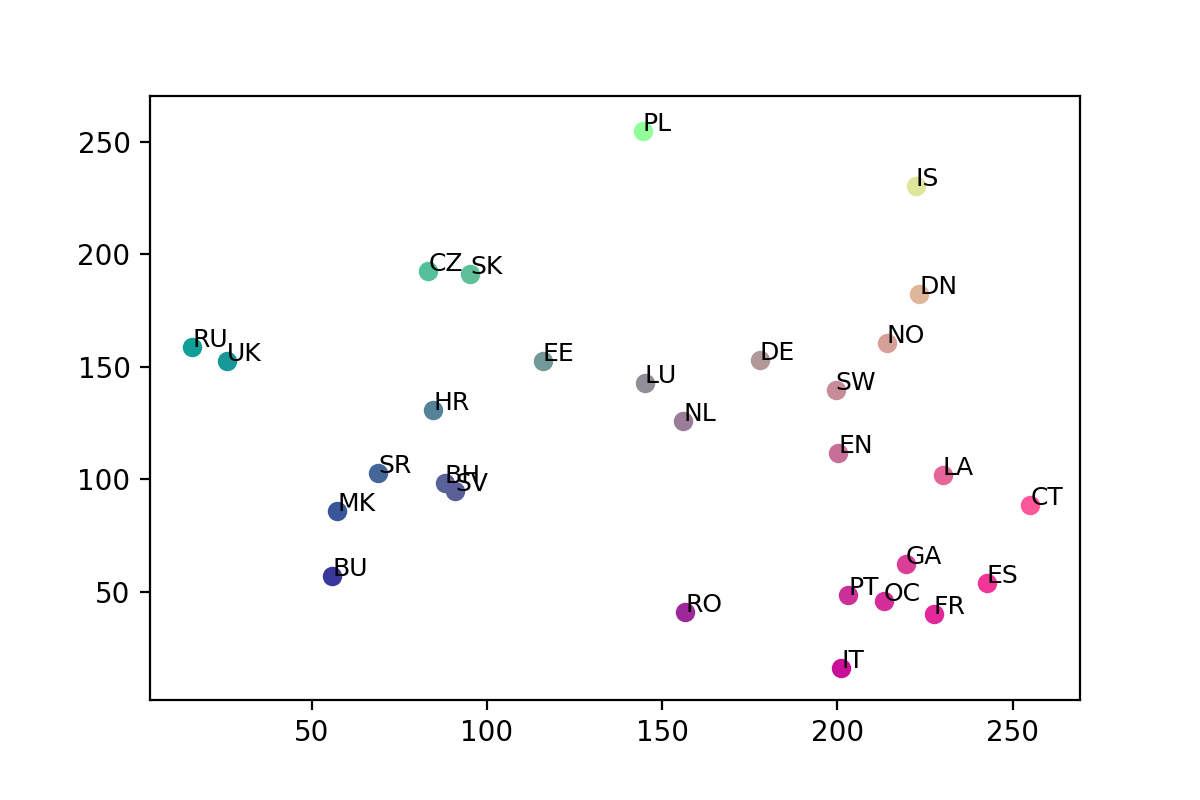 PL
250
IS
200
CZ SK
DN
RU
UK
NO
150
EE
DE
LU
SW
HR
NL
EN
SR
LA
100
BH
SV
MK
CT
BU
GA
ES
50
PT
OC
RO
FR
IT
50 100 150 200 250